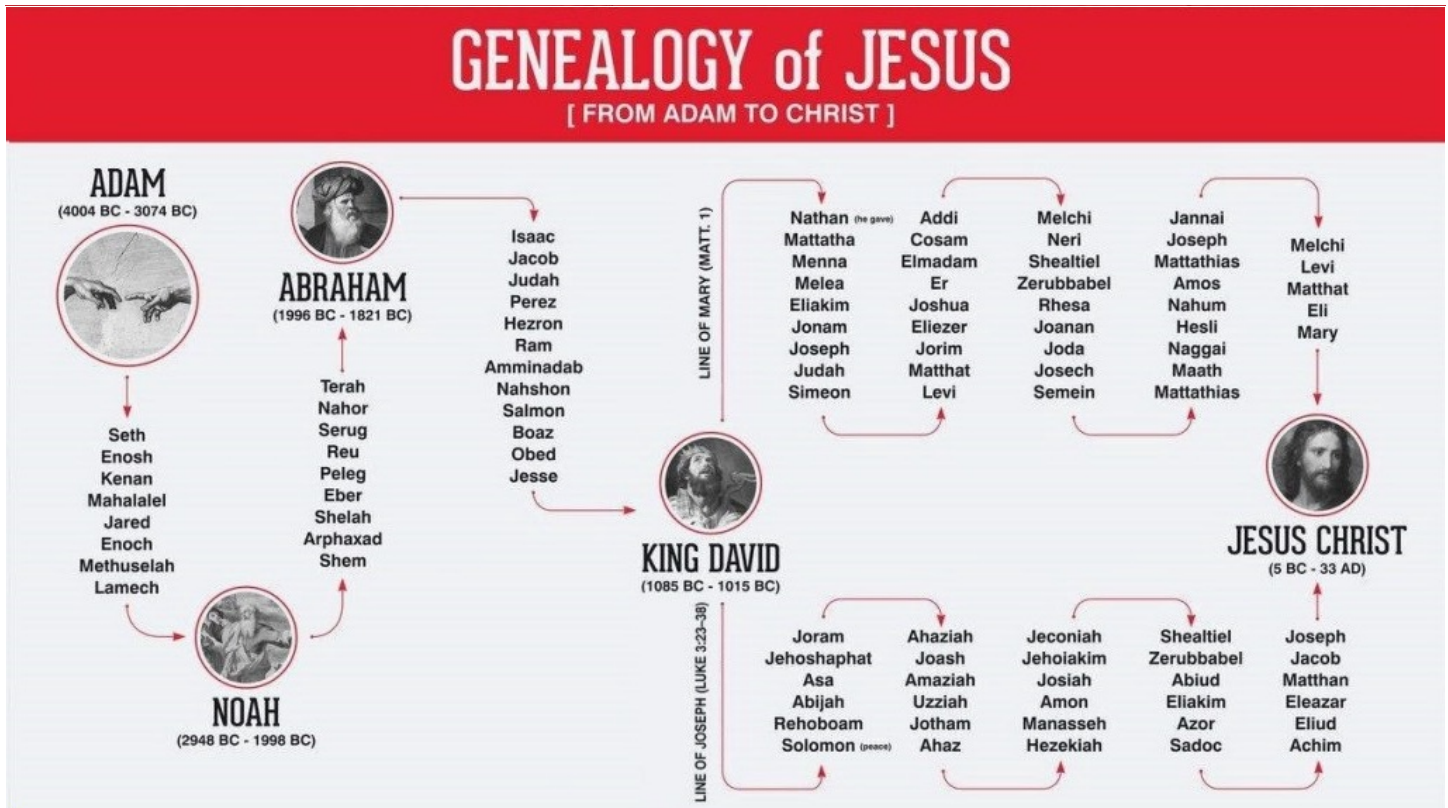 GENEALOGY of JESUS
[ FROM ADAM TO CHRIST ]
ADAM
(4004 BC - 3074 BC)
Seth
Enosh
Kenan
Mahalalel
Jared
Enoch
Methuselah
Lamech
NOAH
(2948 BC - 1998 BC)
Terah
Nahor
Serug
Reu
Peleg
Eber
Shelah
Arphaxad
Shem
ABRAHAM
(1996 BC - 1821 BC)
Isaac
Jacob
Judah
Perez
Hezron
Ram
Amminadab
Nahshon
Salmon
Boaz
Obed
Jesse
KING DAVID
(1085 BC - 1015 BC)
LINE OF MARY (MATT. 1)
Nathan (he gave)
Mattatha
Menna
Melea
Eliakim
Jonam
Joseph
Judah
Simeon
Addi
Cosam
Elmadam
Er
Joshua
Eliezer
Jorim
Matthat
Levi
Melchi
Neri
Shealtiel
Zerubbabel
Rhesa
Joanan
Joda
Josech
Semein
Jannai
Joseph
Mattathias
Amos
Nahum
Hesli
Naggai
Maath
Mattathias
Melchi
Levi
Matthat
Eli
Mary
LINE OF JOSEPH (LUKE 3:23–38)
Joram
Jehoshaphat
Asa
Abijah
Rehoboam
Solomon (peace)
Ahaziah
Joash
Amaziah
Uzziah
Jotham
Ahaz
Jeconiah
Jehoiakim
Josiah
Amon
Manasseh
Hezekiah
Shealtiel
Zerubbabel
Abiud
Eliakim
Azor
Sadoc
Joseph
Jacob
Matthan
Eleazar
Eliud
Achim
JESUS CHRIST
(5 BC - 33 AD)